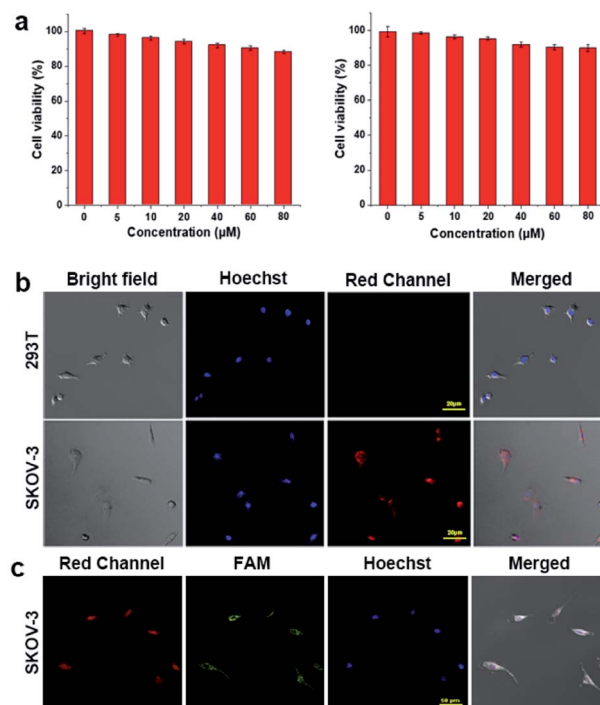 a
Cell viability (%)
100
80
60
40
20
0
0 5 10 20 40 60 80
Concentration (µM)
Cell viability (%)
100
80
60
40
20
0
0 5 10 20 40 60 80
Concentration (µM)
b
Bright field Hoechst Red Channel Merged
293T
20µm
SKOV-3
20µm
c
Red Channel FAM Hoechst Merged
SKOV-3
50 µm